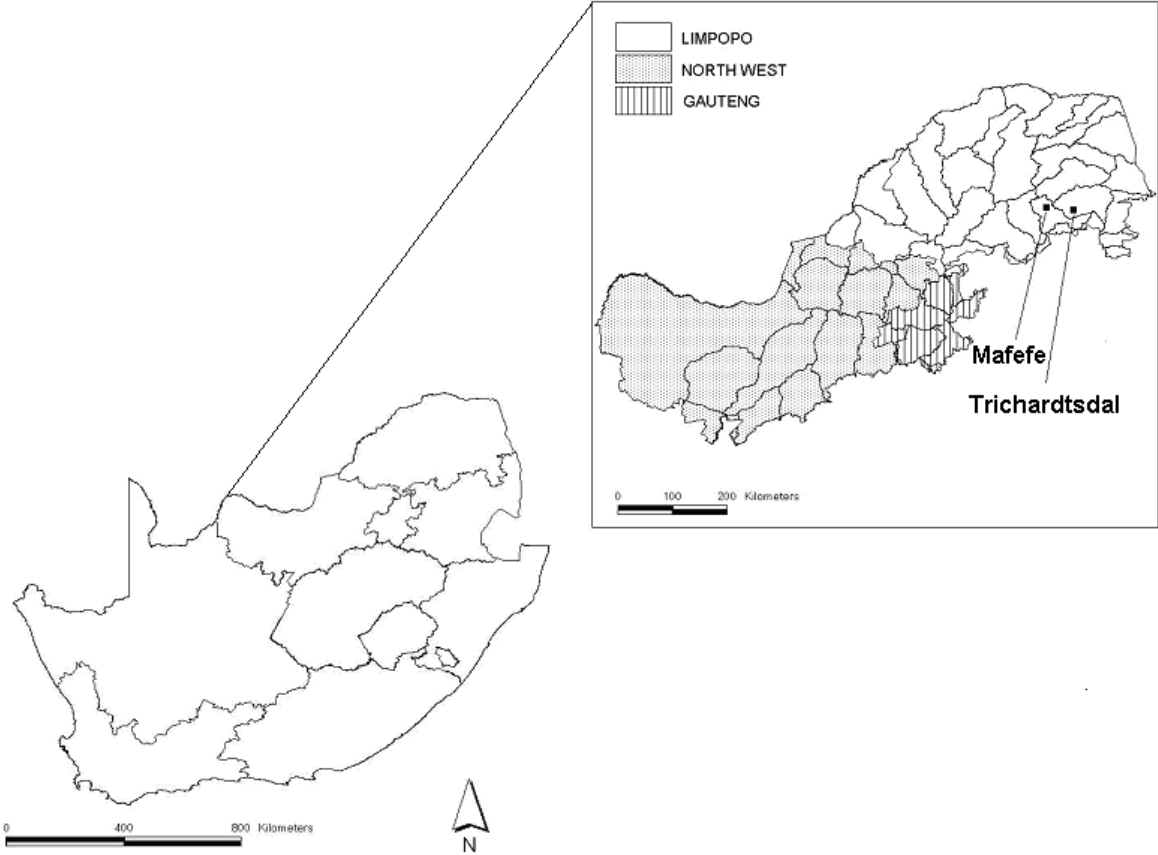 LIMPOPO
NORTH WEST
GAUTENG
Mafefe
Trichardtsdal
0 100 200 Kilometers
0 400 800 Kilometers
N